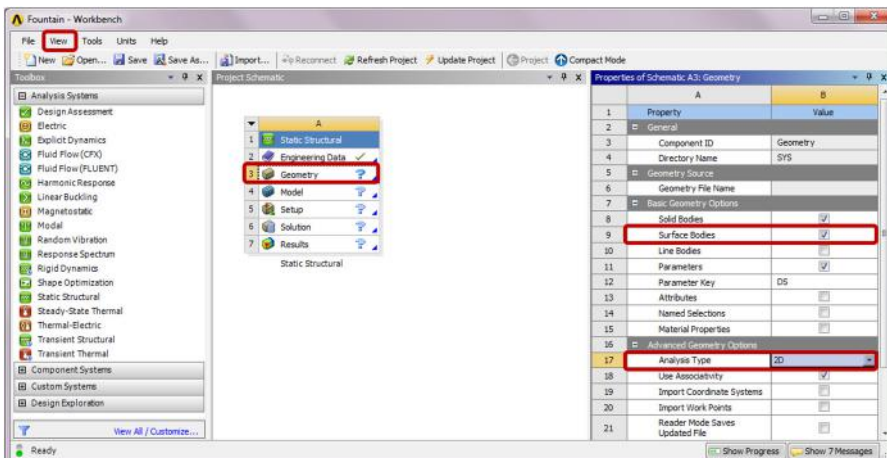 Fountain - Workbench
File View Tools Units Help
New Open... Save Save As... Import... Reconnect Refresh Project Update Project Project Compact Mode
Toolbox
Analysis Systems
Design Assessment
Electric
Explicit Dynamics
Fluid Flow (CFX)
Fluid Flow (FLUENT)
Harmonic Response
Linear Buckling
Magnetostatic
Modal
Random Vibration
Response Spectrum
Rigid Dynamics
Shape Optimization
Static Structural
Steady-State Thermal
Thermal-Electric
Transient Structural
Transient Thermal
Component Systems
Custom Systems
Design Exploration
View All / Customize...
Project Schematic
A
1 Static Structural
2 Engineering Data
3 Geometry
4 Model
5 Setup
6 Solution
7 Results
Static Structural
Properties of Schematic A3: Geometry
A B
1 Property Value
2 General
3 Component ID Geometry
4 Directory Name SYS
5 Geometry Source
6 Geometry File Name
7 Basic Geometry Options
8 Solid Bodies
9 Surface Bodies
10 Line Bodies
11 Parameters
12 Parameter Key DS
13 Attributes
14 Named Selections
15 Material Properties
16 Advanced Geometry Options
17 Analysis Type 2D
18 Use Associativity
19 Import Coordinate Systems
20 Import Work Points
21 Reader Mode Saves
Updated File
Ready
Show Progress Show 7 Messages